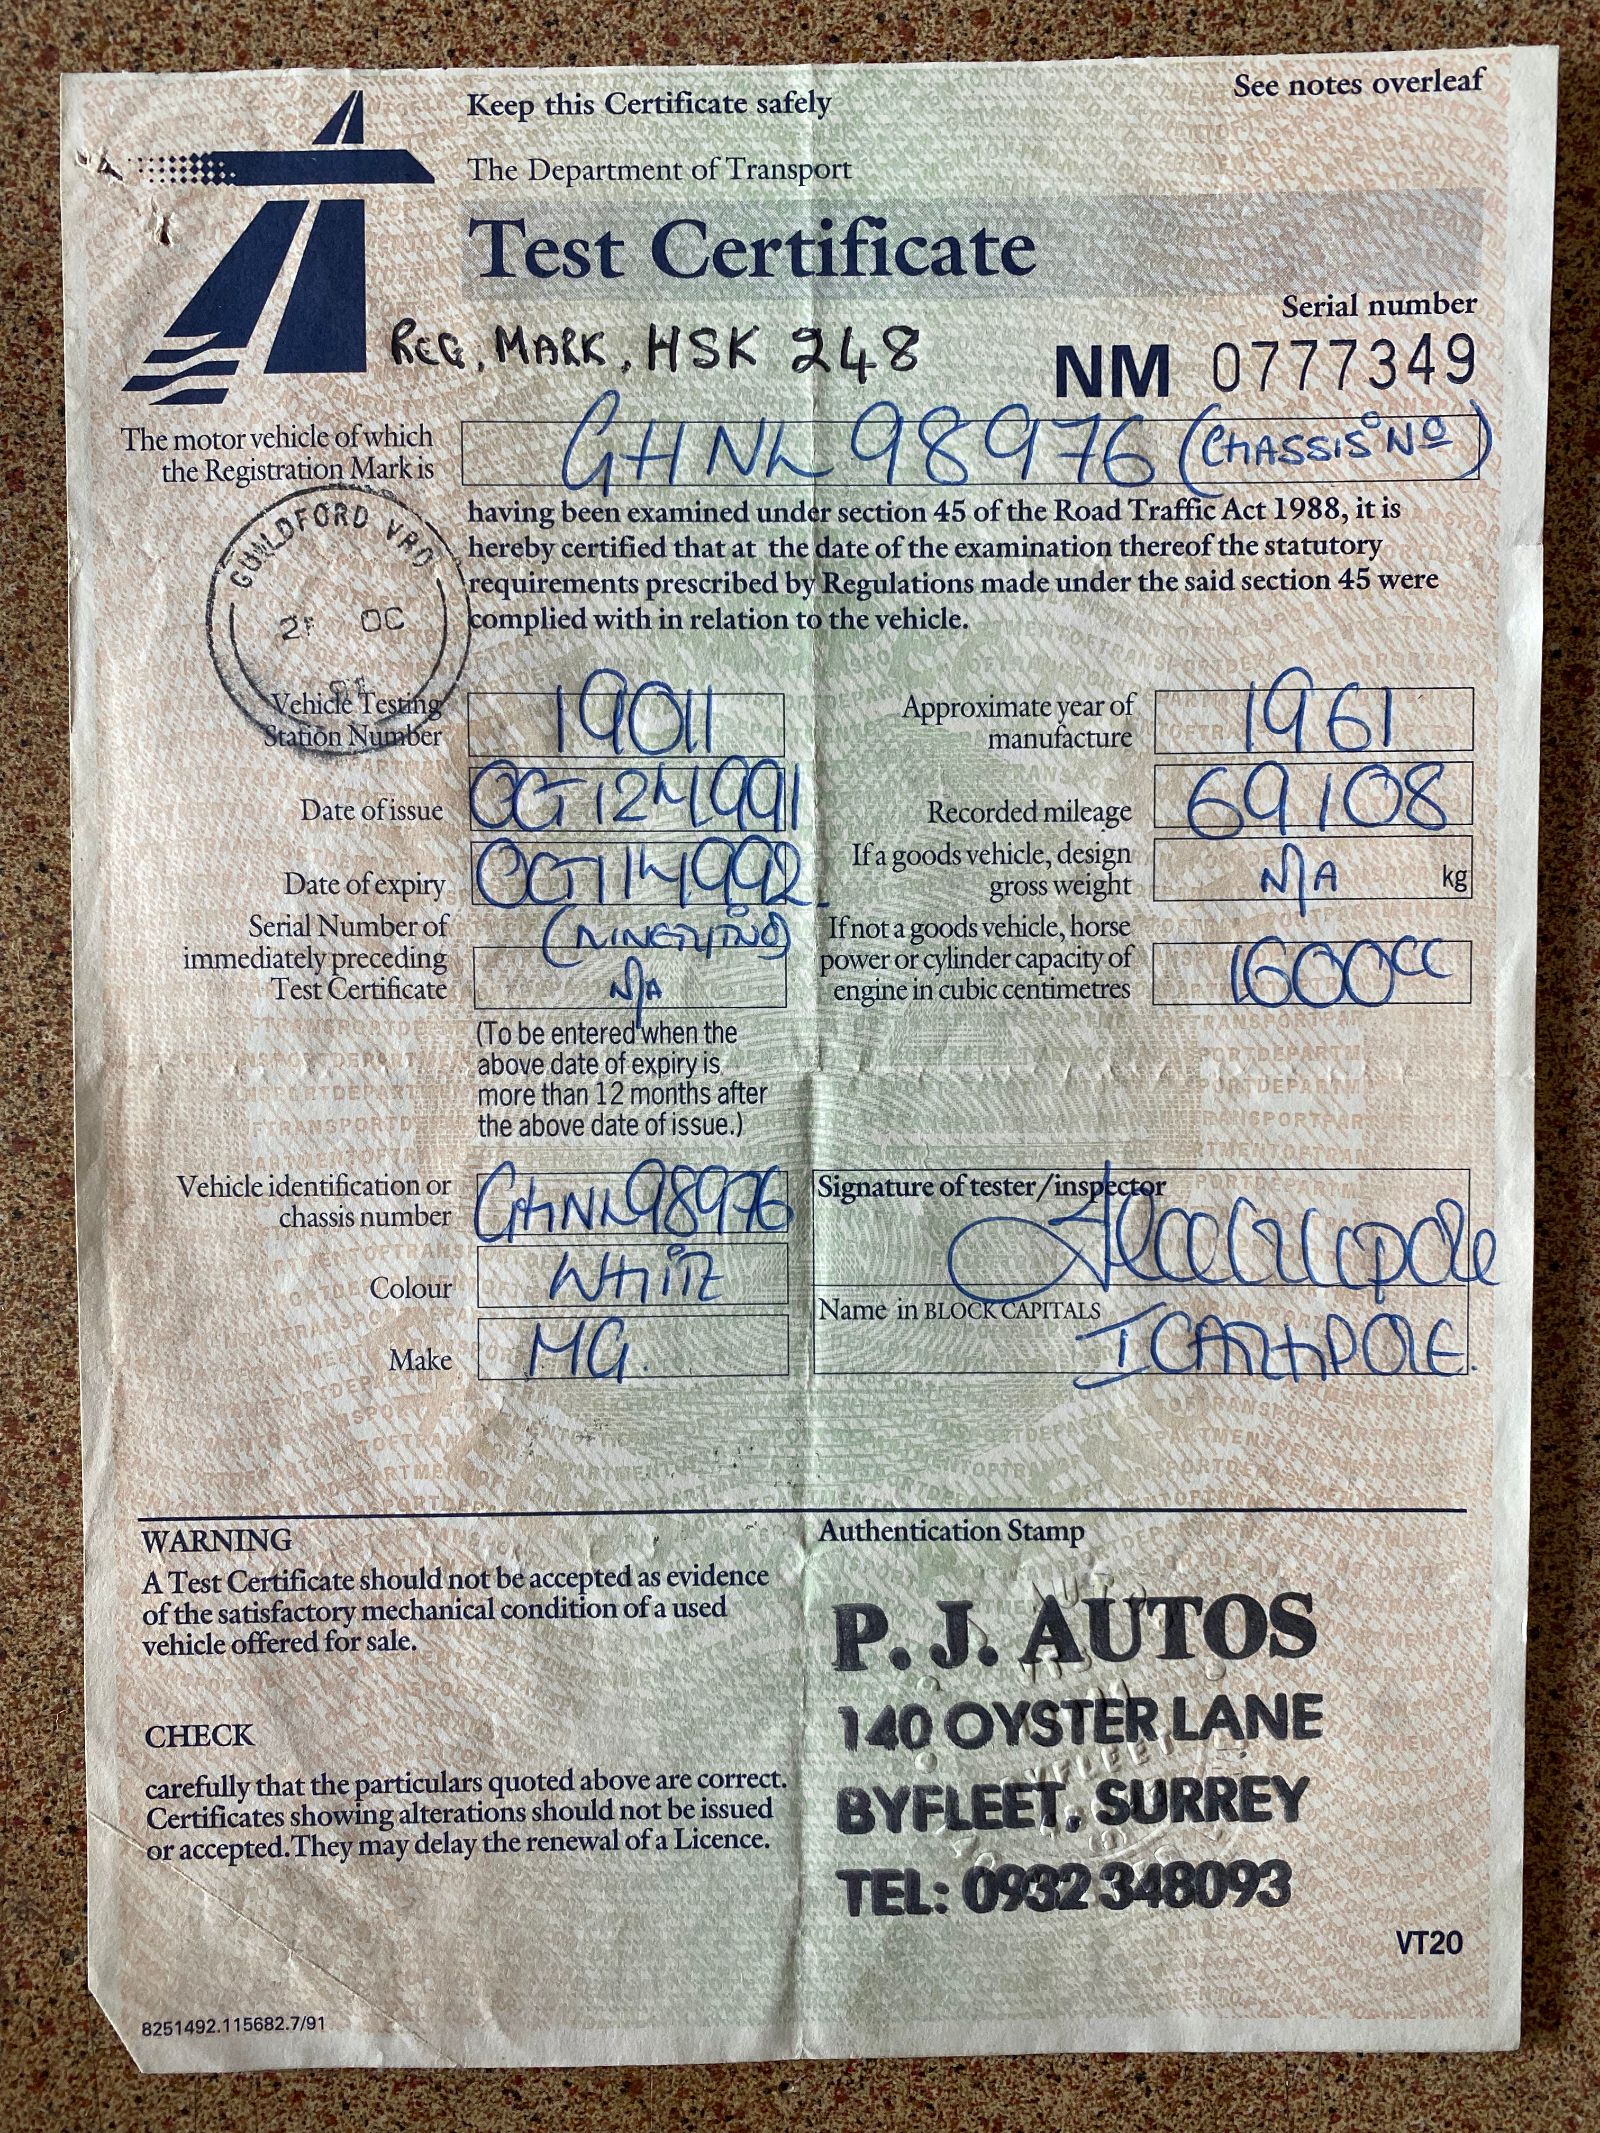 See notes overleaf
Keep this Certificate safely
The Department of Transport
Test Certificate
Serial number
REG. MARK, HSK 248
NM 0777349
The motor vehicle of which
the Registration Mark is
GHNL 98976 (CHASSIS NO)
GUILDFORD VRO
OC
having been examined under section 45 of the Road Traffic Act 1988, it is
hereby certified that at the date of the examination thereof the statutory
requirements prescribed by Regulations made under the said section 45 were
complied with in relation to the vehicle.
Vehicle Testing
Station Number
19011
Approximate year of
manufacture
1961
Date of issue
OCT 12th 1991
Recorded mileage
69108
Date of expiry
OCT 11th 1992
(NINETY TWO)
If a goods vehicle, design
gross weight
N/A kg
Serial Number of
immediately preceding
Test Certificate
N/A
If not a goods vehicle, horse
power or cylinder capacity of
engine in cubic centimetres
1600cc
(To be entered when the
above date of expiry is
more than 12 months after
the above date of issue.)
Vehicle identification or
chassis number
GHNL98976
Signature of tester/inspector
Colour
WHITE
Name in BLOCK CAPITALS
I CARTHPOLE.
Make
MG.
WARNING
A Test Certificate should not be accepted as evidence
of the satisfactory mechanical condition of a used
vehicle offered for sale.
CHECK
carefully that the particulars quoted above are correct.
Certificates showing alterations should not be issued
or accepted. They may delay the renewal of a Licence.
Authentication Stamp
P.J. AUTOS
140 OYSTER LANE
BYFLEET, SURREY
TEL: 0932 348093
VT20
8251492.115682.7/91